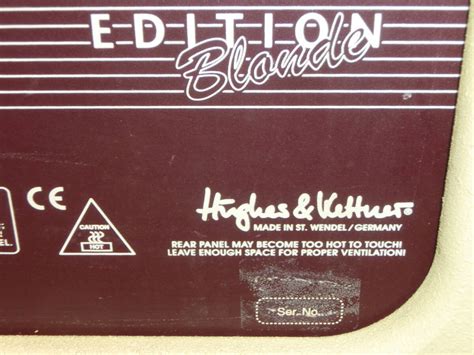 EDITION
Blonde
CE
CAUTION
HOT
Hughes & Kettner
MADE IN ST. WENDEL/GERMANY
REAR PANEL MAY BECOME TOO HOT TO TOUCH!
LEAVE ENOUGH SPACE FOR PROPER VENTILATION!
Ser. No.